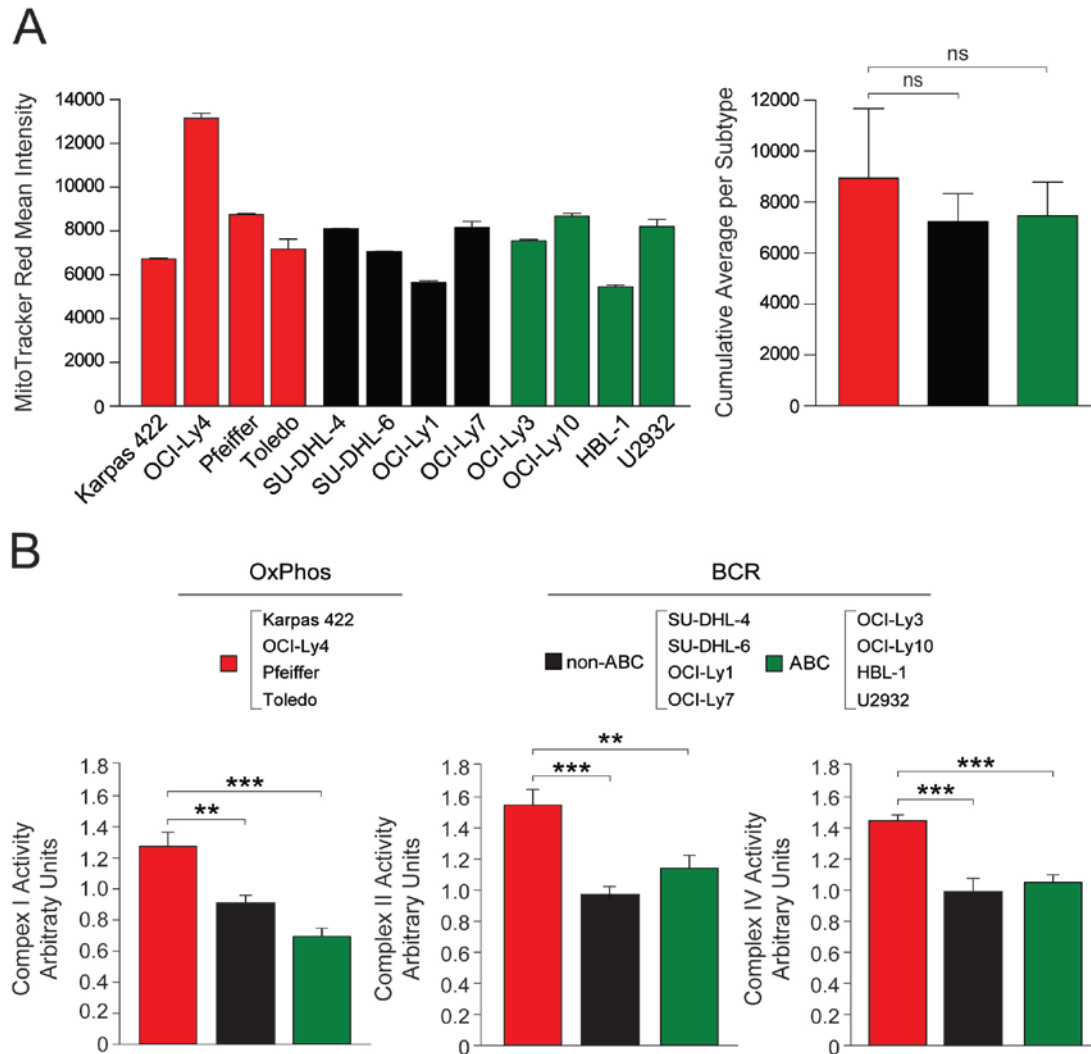 A
MitoTracker Red Mean Intensity
14000
12000
10000
8000
6000
4000
2000
0
Karpas 422
OCI-Ly4
Pfeiffer
Toledo
SU-DHL-4
SU-DHL-6
OCI-Ly1
OCI-Ly7
OCI-Ly3
OCI-Ly10
HBL-1
U2932
Cumulative Average per Subtype
12000
10000
8000
6000
4000
2000
0
ns
ns
B
OxPhos
Karpas 422
OCI-Ly4
Pfeiffer
Toledo
BCR
non-ABC
SU-DHL-4
SU-DHL-6
OCI-Ly1
OCI-Ly7
ABC
OCI-Ly3
OCI-Ly10
HBL-1
U2932
Compex I Activity
Arbitraty Units
1.8
1.6
1.4
1.2
1.0
0.8
0.6
0.4
0.2
0
***
**
Complex II Activity
Arbitrary Units
1.8
1.6
1.4
1.2
1.0
0.8
0.6
0.4
0.2
0
**
***
Complex IV Activity
Arbitrary Units
1.8
1.6
1.4
1.2
1.0
0.8
0.6
0.4
0.2
0
***
***